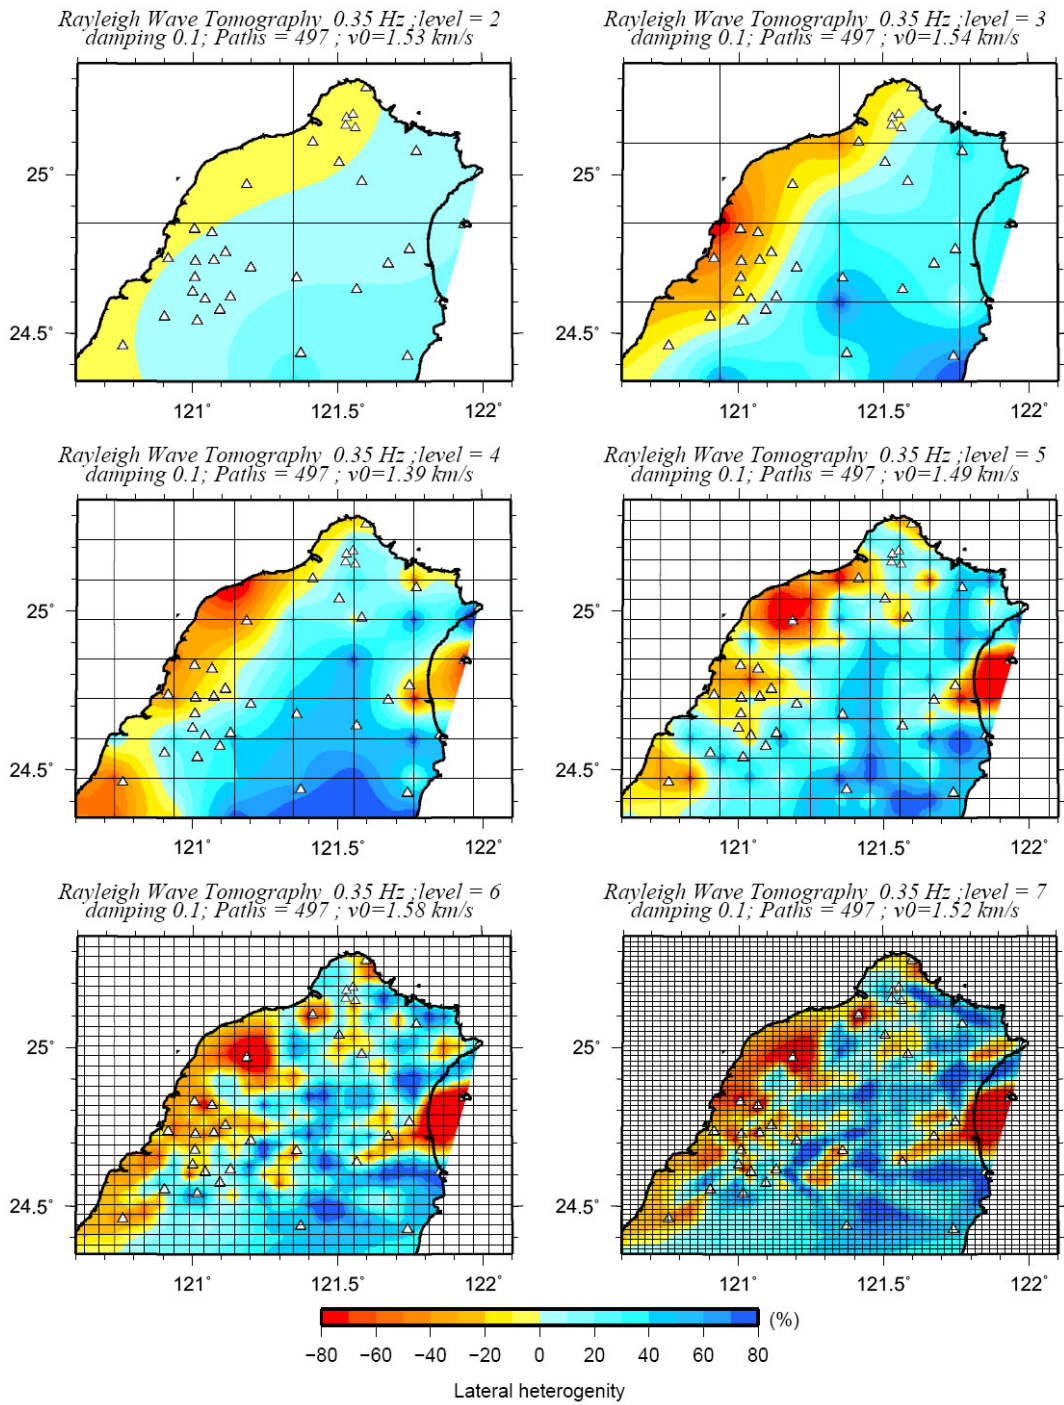 Rayleigh Wave Tomography 0.35 Hz ;level = 2
damping 0.1; Paths = 497 ; v0=1.53 km/s
25˚
24.5˚
121˚ 121.5˚ 122˚
Rayleigh Wave Tomography 0.35 Hz ;level = 3
damping 0.1; Paths = 497 ; v0=1.54 km/s
25˚
24.5˚
121˚ 121.5˚ 122˚
Rayleigh Wave Tomography 0.35 Hz ;level = 4
damping 0.1; Paths = 497 ; v0=1.39 km/s
25˚
24.5˚
121˚ 121.5˚ 122˚
Rayleigh Wave Tomography 0.35 Hz ;level = 5
damping 0.1; Paths = 497 ; v0=1.49 km/s
25˚
24.5˚
121˚ 121.5˚ 122˚
Rayleigh Wave Tomography 0.35 Hz ;level = 6
damping 0.1; Paths = 497 ; v0=1.58 km/s
25˚
24.5˚
121˚ 121.5˚ 122˚
Rayleigh Wave Tomography 0.35 Hz ;level = 7
damping 0.1; Paths = 497 ; v0=1.52 km/s
25˚
24.5˚
121˚ 121.5˚ 122˚
(%)
−80 −60 −40 −20 0 20 40 60 80
Lateral heterogenity